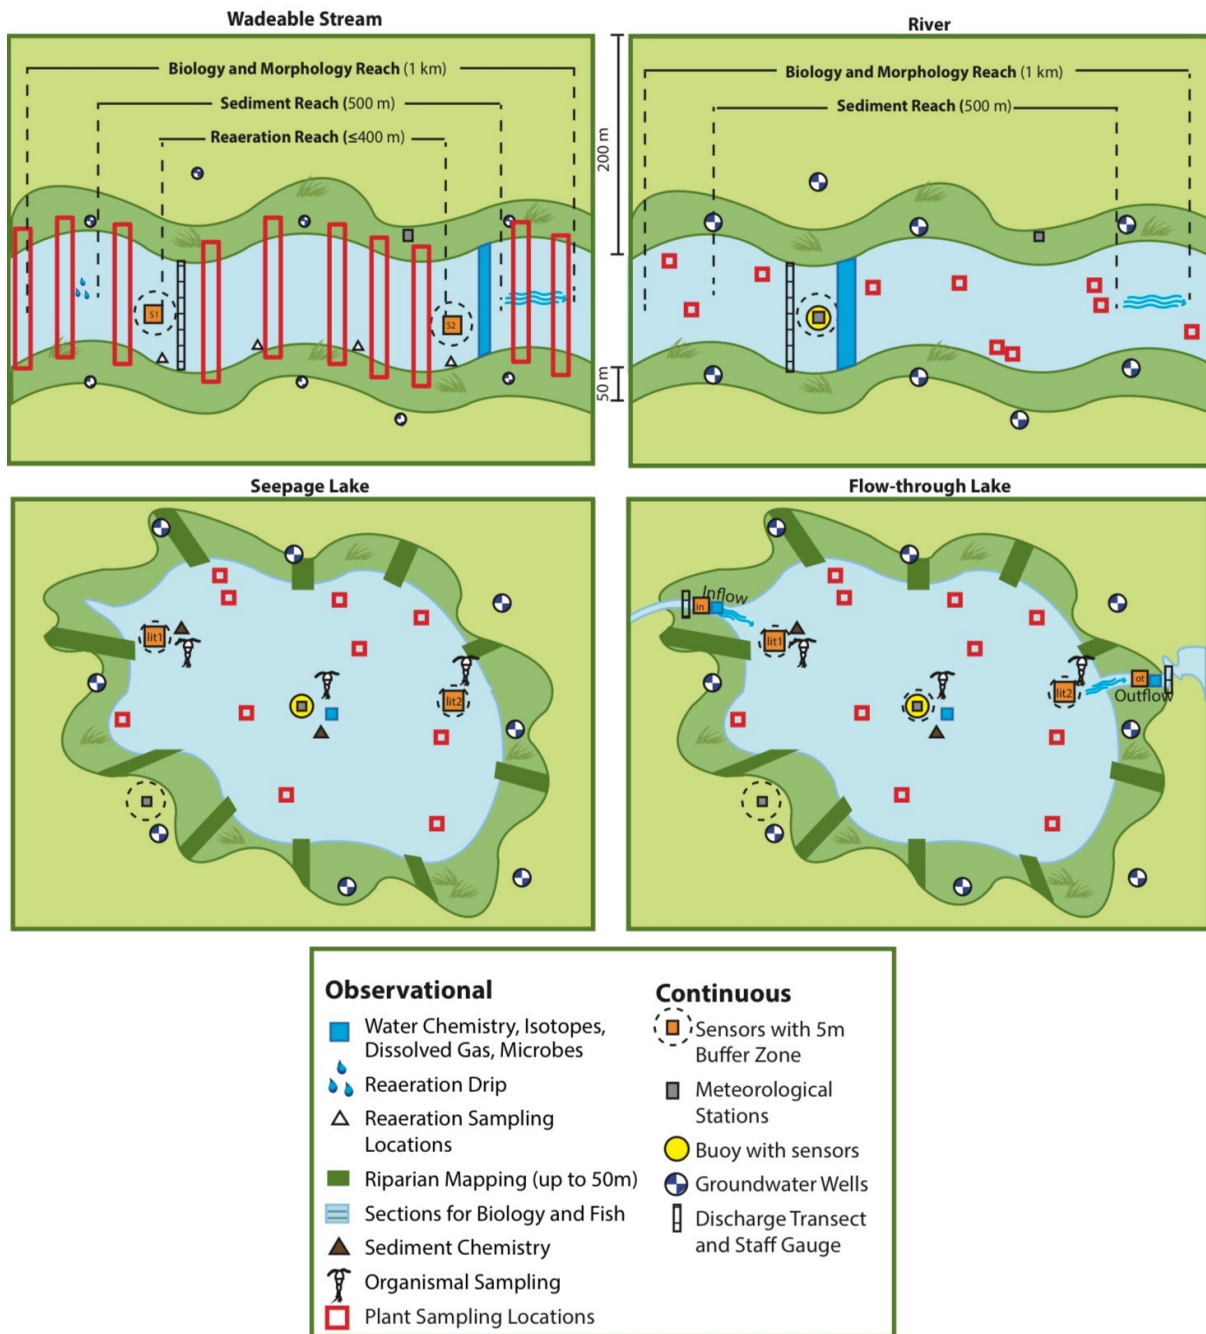 Wadeable Stream
Biology and Morphology Reach (1 km)
Sediment Reach (500 m)
Reaeration Reach (≤400 m)
S1
S2
200 m
50 m
River
Biology and Morphology Reach (1 km)
Sediment Reach (500 m)
Seepage Lake
lit1
lit2
Flow-through Lake
in
Inflow
lit1
lit2
ot
Outflow
Observational
Water Chemistry, Isotopes,
Dissolved Gas, Microbes
Reaeration Drip
Reaeration Sampling
Locations
Riparian Mapping (up to 50m)
Sections for Biology and Fish
Sediment Chemistry
Organismal Sampling
Plant Sampling Locations
Continuous
Sensors with 5m
Buffer Zone
Meteorological
Stations
Buoy with sensors
Groundwater Wells
Discharge Transect
and Staff Gauge